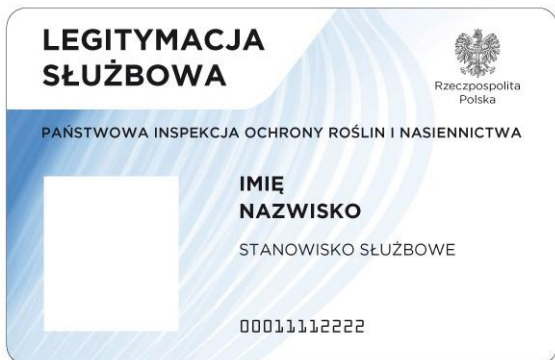 LEGITYMACJA
SŁUŻBOWA
Rzeczpospolita
Polska
PAŃSTWOWA INSPEKCJA OCHRONY ROŚLIN I NASIENNICTWA
IMIĘ
NAZWISKO
STANOWISKO SŁUŻBOWE
00011112222